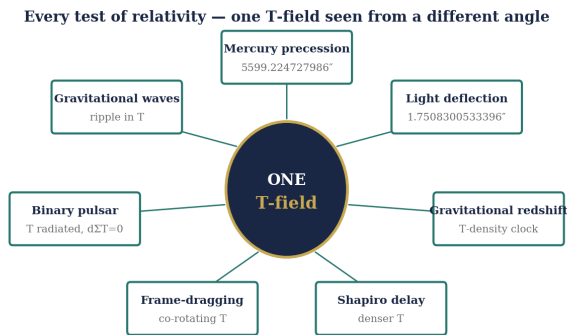 Every test of relativity — one T-field seen from a different angle
Mercury precession
5599.224727986″
Gravitational waves
ripple in T
Light deflection
1.7508300533396″
ONE
T-field
Binary pulsar
T radiated, dΣT=0
Gravitational redshift
T-density clock
Frame-dragging
co-rotating T
Shapiro delay
denser T